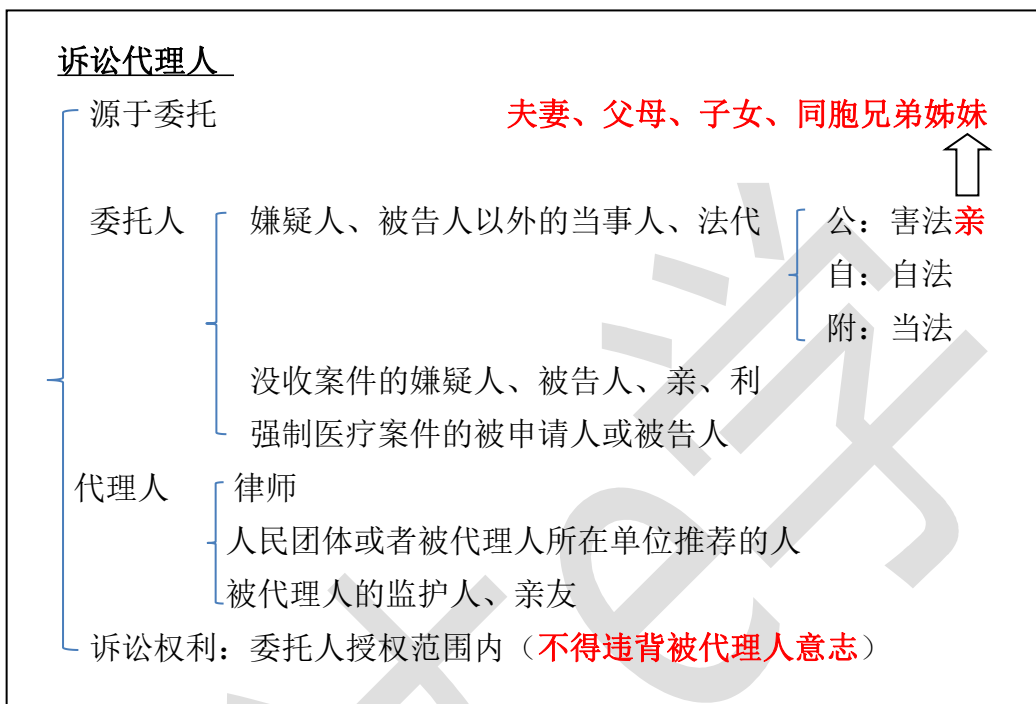 诉讼代理人
源于委托 夫妻、父母、子女、同胞兄弟姊妹
委托人 嫌疑人、被告人以外的当事人、法代 公：害法亲
自：自法
附：当法
没收案件的嫌疑人、被告人、亲、利
强制医疗案件的被申请人或被告人
代理人 律师
人民团体或者被代理人所在单位推荐的人
被代理人的监护人、亲友
诉讼权利：委托人授权范围内（不得违背被代理人意志）